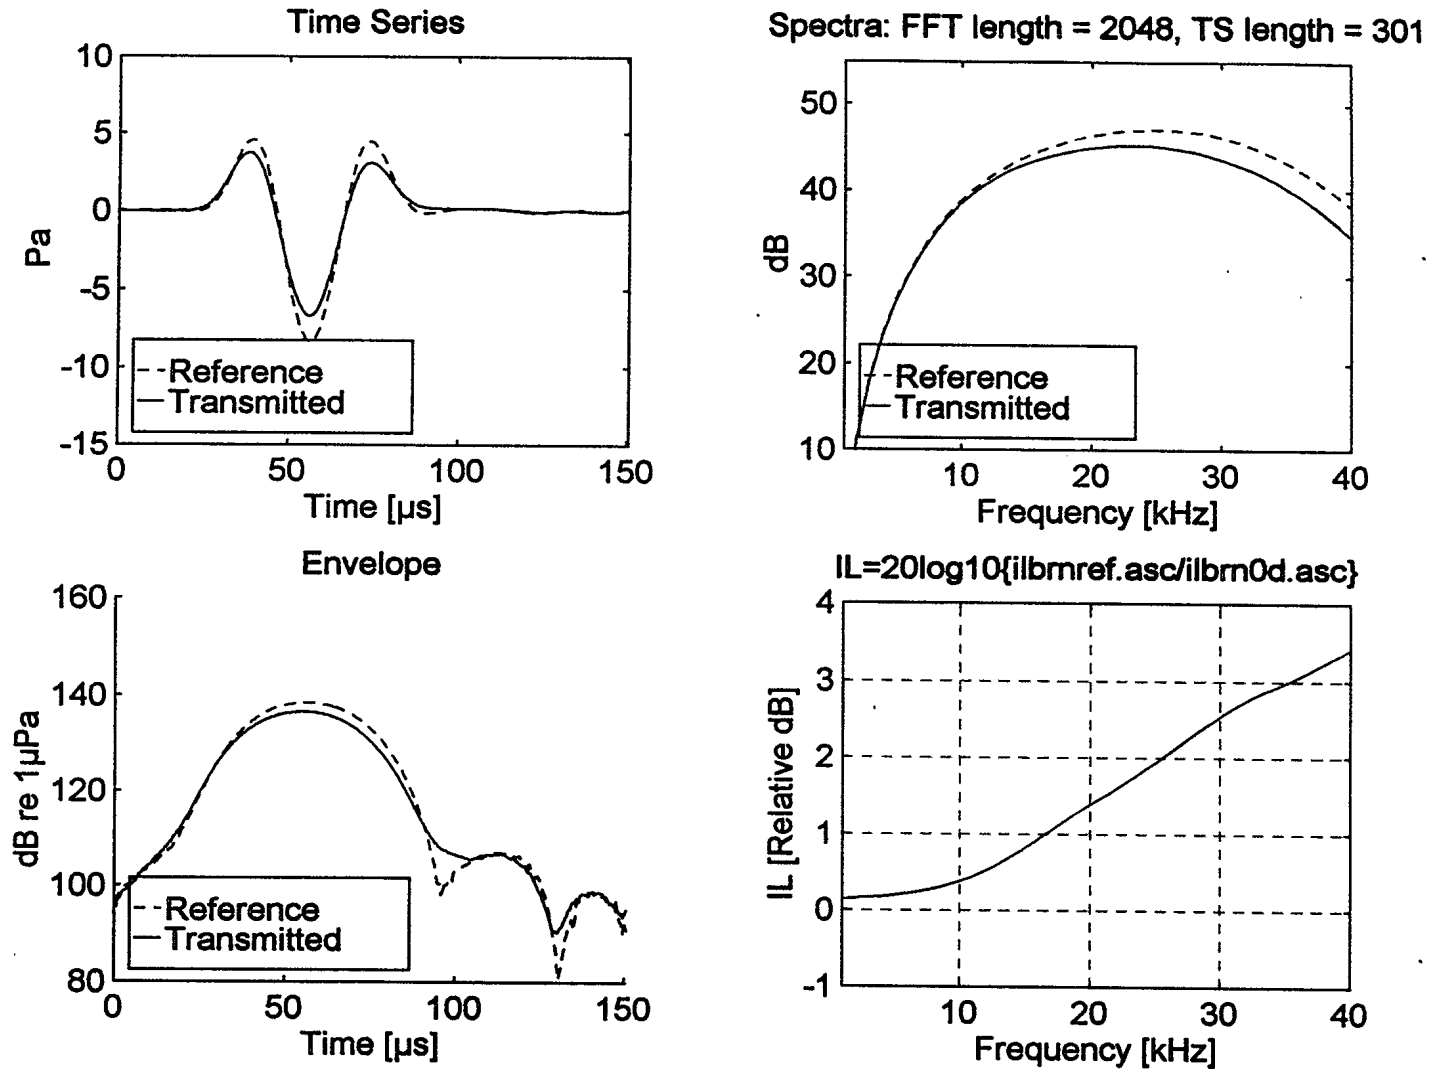 Time Series
10
5
0
-5
-10
-15
Pa
Reference
Transmitted
0
50
100
150
Time [µs]
Spectra: FFT length = 2048, TS length = 301
50
40
30
20
10
dB
Reference
Transmitted
10
20
30
40
Frequency [kHz]
Envelope
160
140
120
100
80
dB re 1µPa
Reference
Transmitted
0
50
100
150
Time [µs]
IL=20log10{ilbrnref.asc/ilbrn0d.asc}
4
3
2
1
0
-1
IL [Relative dB]
10
20
30
40
Frequency [kHz]